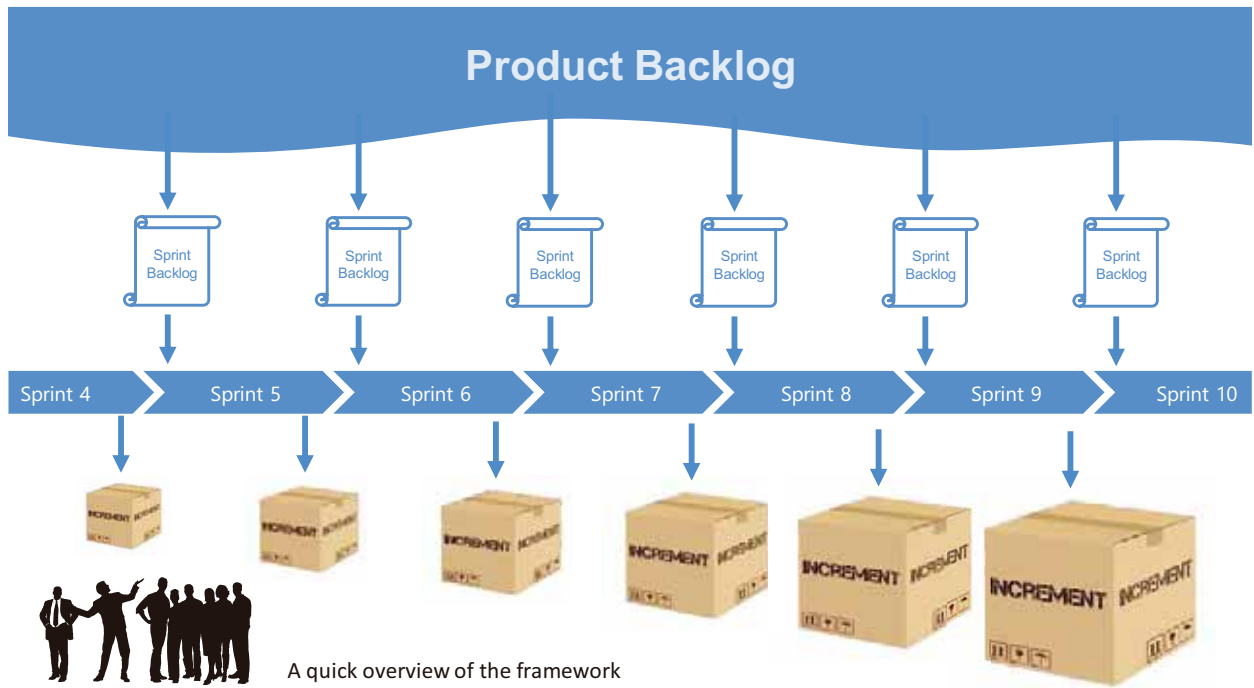 Product Backlog
Sprint
Backlog
Sprint
Backlog
Sprint
Backlog
Sprint
Backlog
Sprint
Backlog
Sprint
Backlog
Sprint 4
Sprint 5
Sprint 6
Sprint 7
Sprint 8
Sprint 9
Sprint 10
INCREMENT INCREMENT
INCREMENT INCREMENT
INCREMENT INCREMENT
INCREMENT INCREMENT
INCREMENT INCREMENT
INCREMENT INCREMENT
A quick overview of the framework